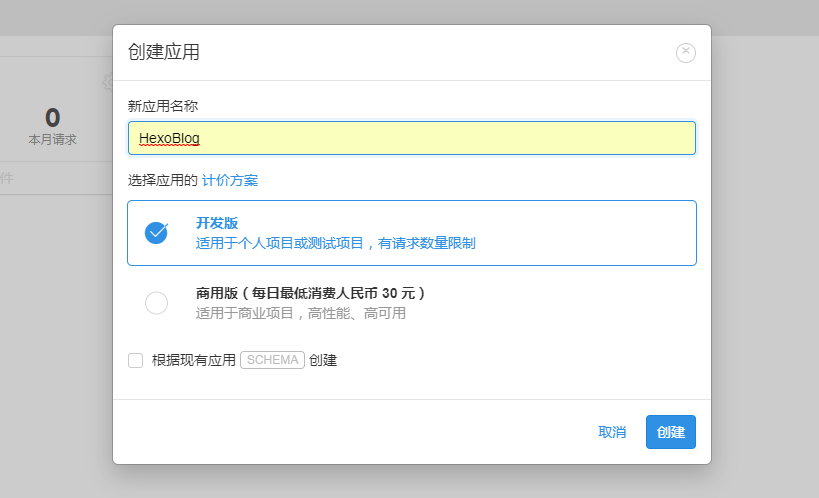 创建应用
0
本月请求
件
新应用名称
HexoBlog
选择应用的 计价方案
开发版
适用于个人项目或测试项目，有请求数量限制
商用版（每日最低消费人民币 30 元）
适用于商业项目，高性能、高可用
根据现有应用 SCHEMA 创建
取消
创建